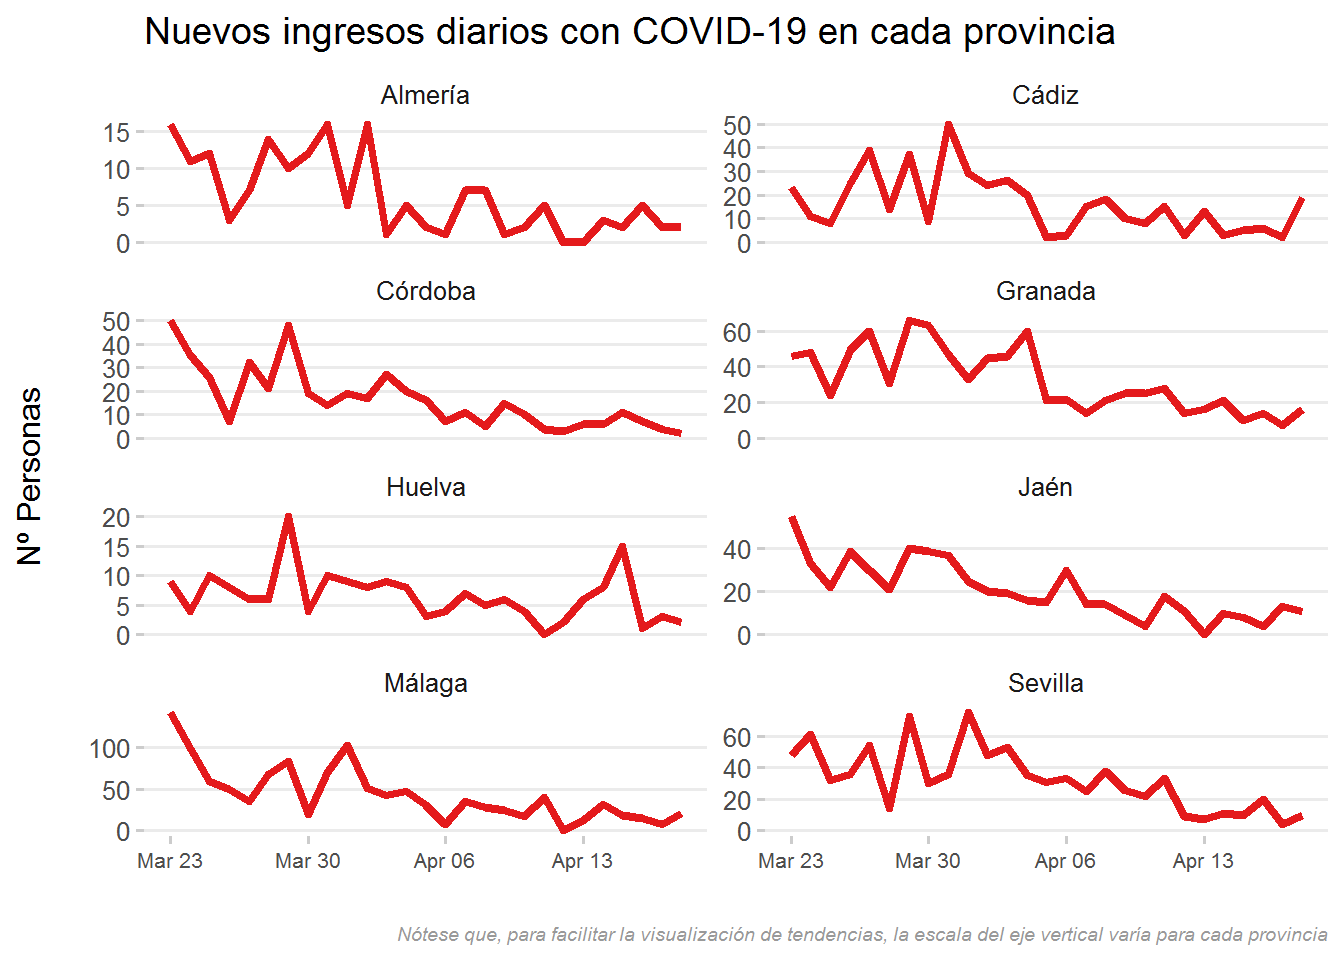 Nuevos ingresos diarios con COVID-19 en cada provincia
Almería
Cádiz
15
10
5
0
50
40
30
20
10
0
Córdoba
Granada
50
40
30
20
10
0
60
40
20
0
Nº Personas
Huelva
Jaén
20
15
10
5
0
40
20
0
Málaga
Sevilla
100
50
0
60
40
20
0
Mar 23 Mar 30 Apr 06 Apr 13
Mar 23 Mar 30 Apr 06 Apr 13
Nótese que, para facilitar la visualización de tendencias, la escala del eje vertical varía para cada provincia